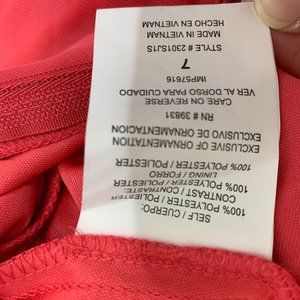 SELF / CUERPO:
100% POLYESTER/ POLIESTER
CONTRAST/ CONTRASTE:
100% POLYESTER/ POLIESTER
LINING / FORRO
100% POLYESTER/ POLIESTER
EXCLUSIVE OF ORNAMENTATION
EXCLUSIVO DE ORNAMENTACION
RN # 39831
CARE ON REVERSE
VER AL DORSO PARA CUIDADO
IMP57616
7
STYLE # 2301SJ1S
MADE IN VIETNAM
HECHO EN VIETNAM